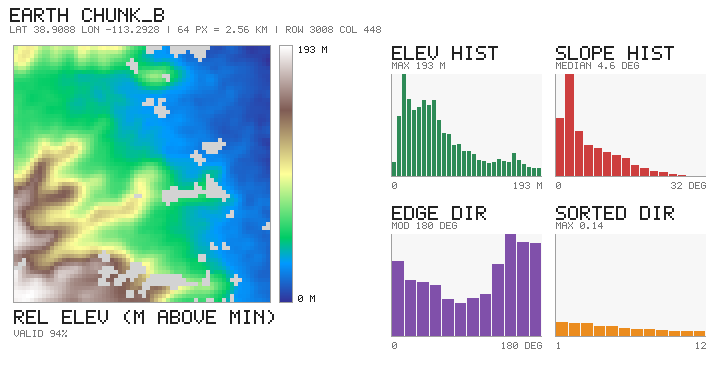 EARTH CHUNK_B
LAT 38.9088 LON -113.2928 | 64 PX = 2.56 KM | ROW 3008 COL 448
193 M
0 M
REL ELEV (M ABOVE MIN)
VALID 94%
ELEV HIST
MAX 193 M
0 193 M
SLOPE HIST
MEDIAN 4.6 DEG
0 32 DEG
EDGE DIR
MOD 180 DEG
0 180 DEG
SORTED DIR
MAX 0.14
1 12